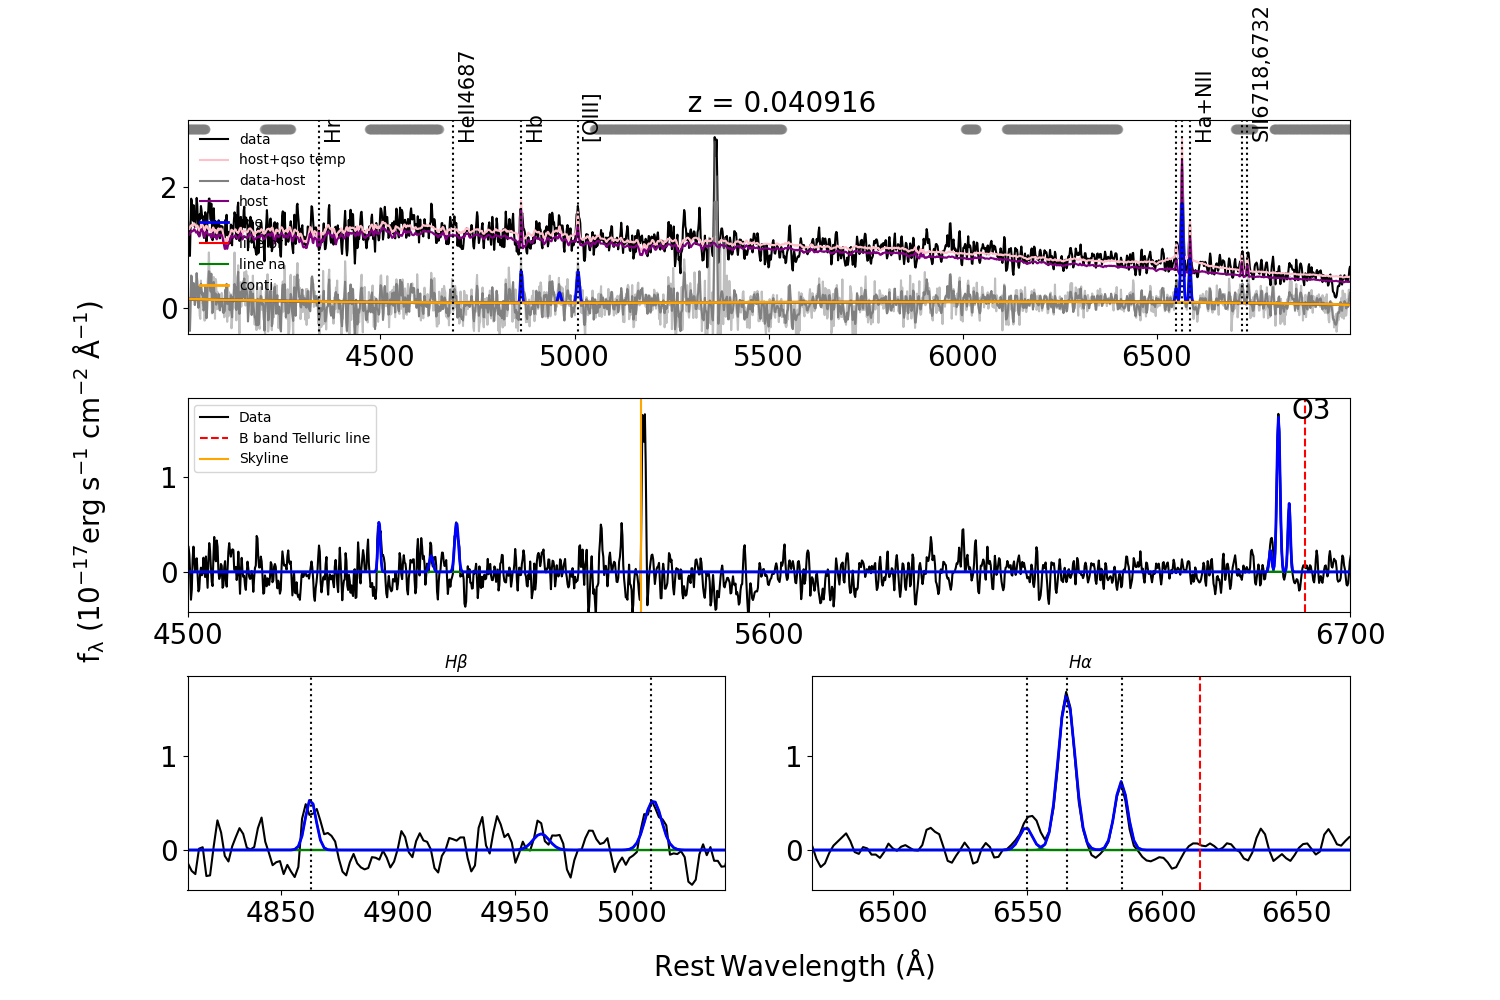 z = 0.040916
Hr
HeII4687
Hb
[OIII]
Ha+NII
SII6718,6732
data
host+qso temp
data-host
host
line na
conti
2
0
4500 5000 5500 6000 6500
fλ (10⁻¹⁷erg s⁻¹ cm⁻² Å⁻¹)
Data
B band Telluric line
Skyline
O3
1
0
4500 5600 6700
Hβ
1
0
4850 4900 4950 5000
Hα
1
0
6500 6550 6600 6650
Rest Wavelength (Å)